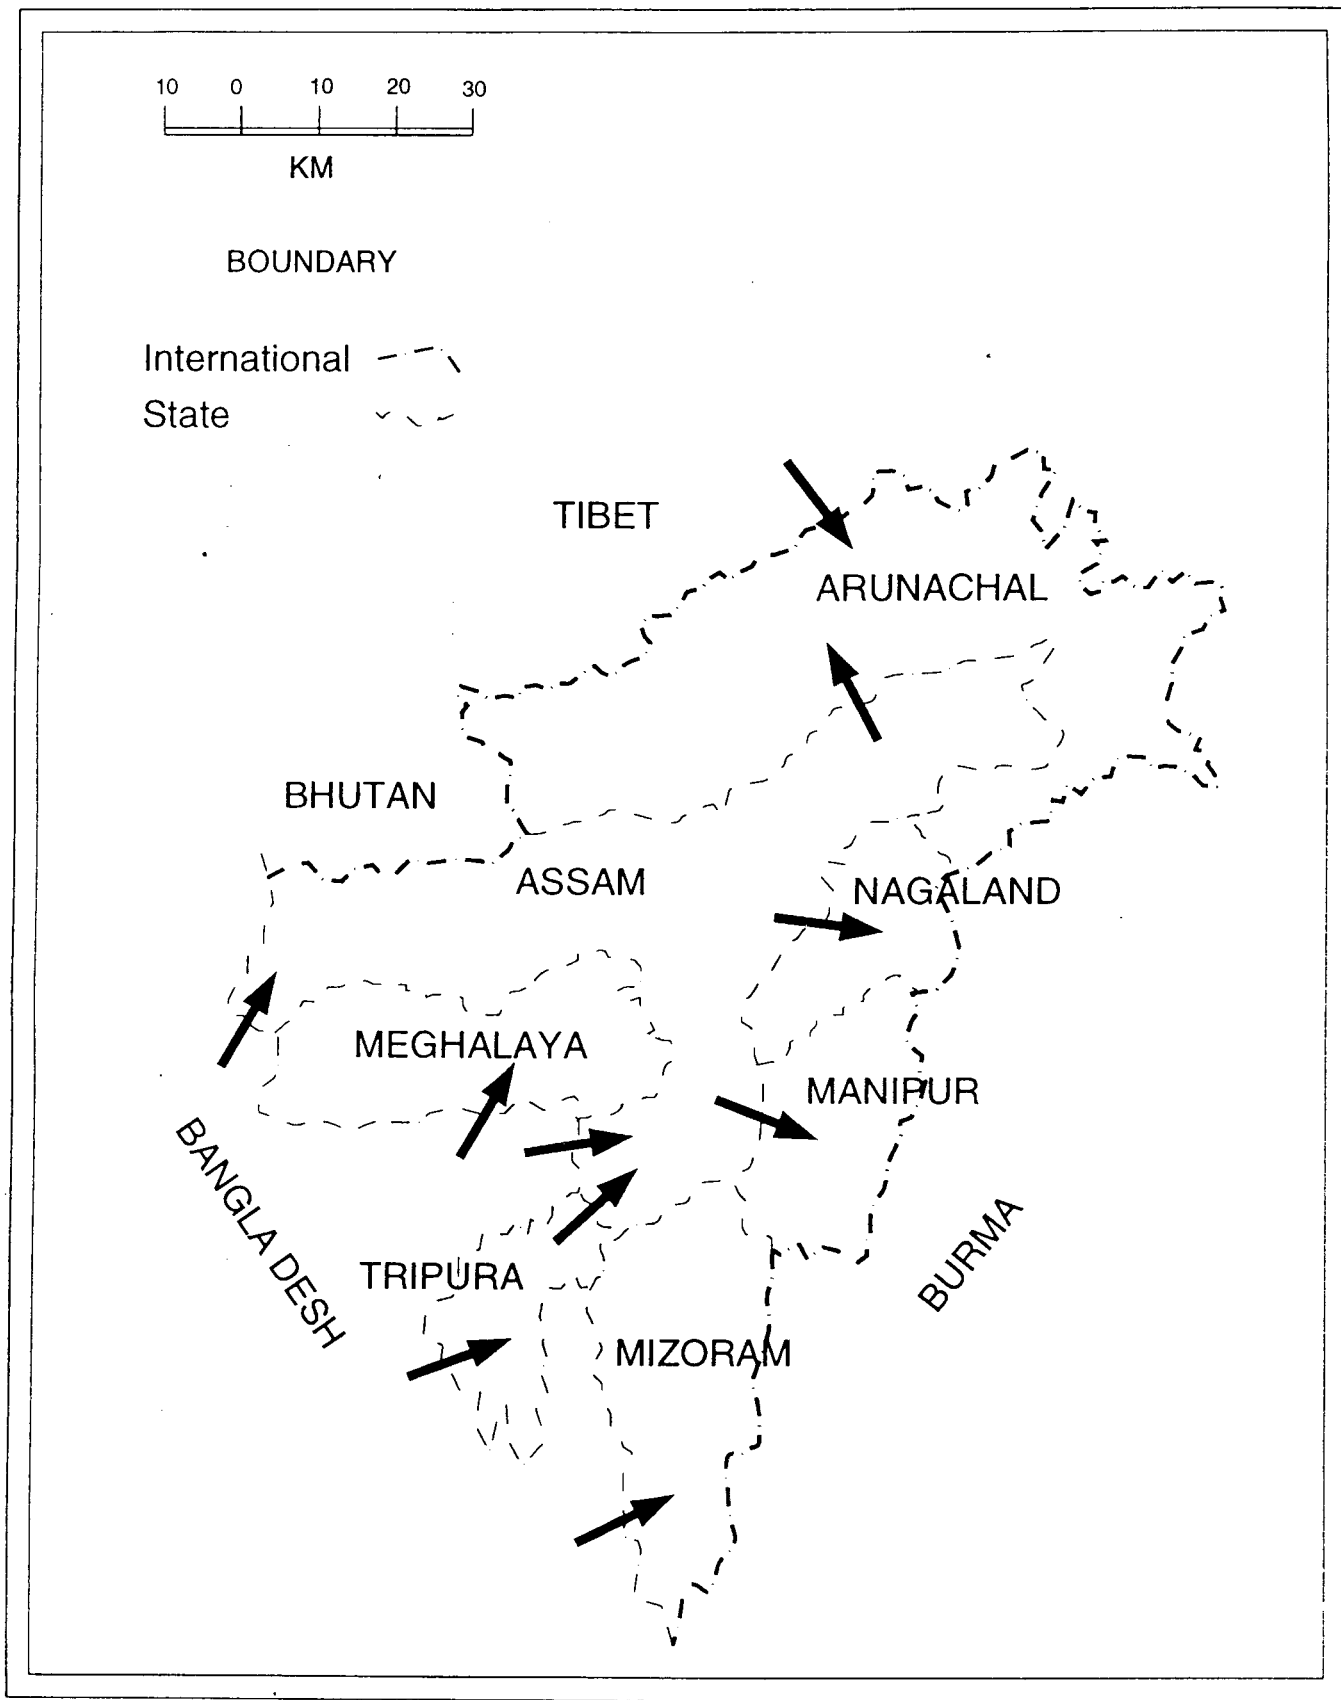 10 0 10 20 30
KM
BOUNDARY
International
State
TIBET
ARUNACHAL
BHUTAN
ASSAM
NAGALAND
MEGHALAYA
MANIPUR
BANGLA DESH
BURMA
TRIPURA
MIZORAM